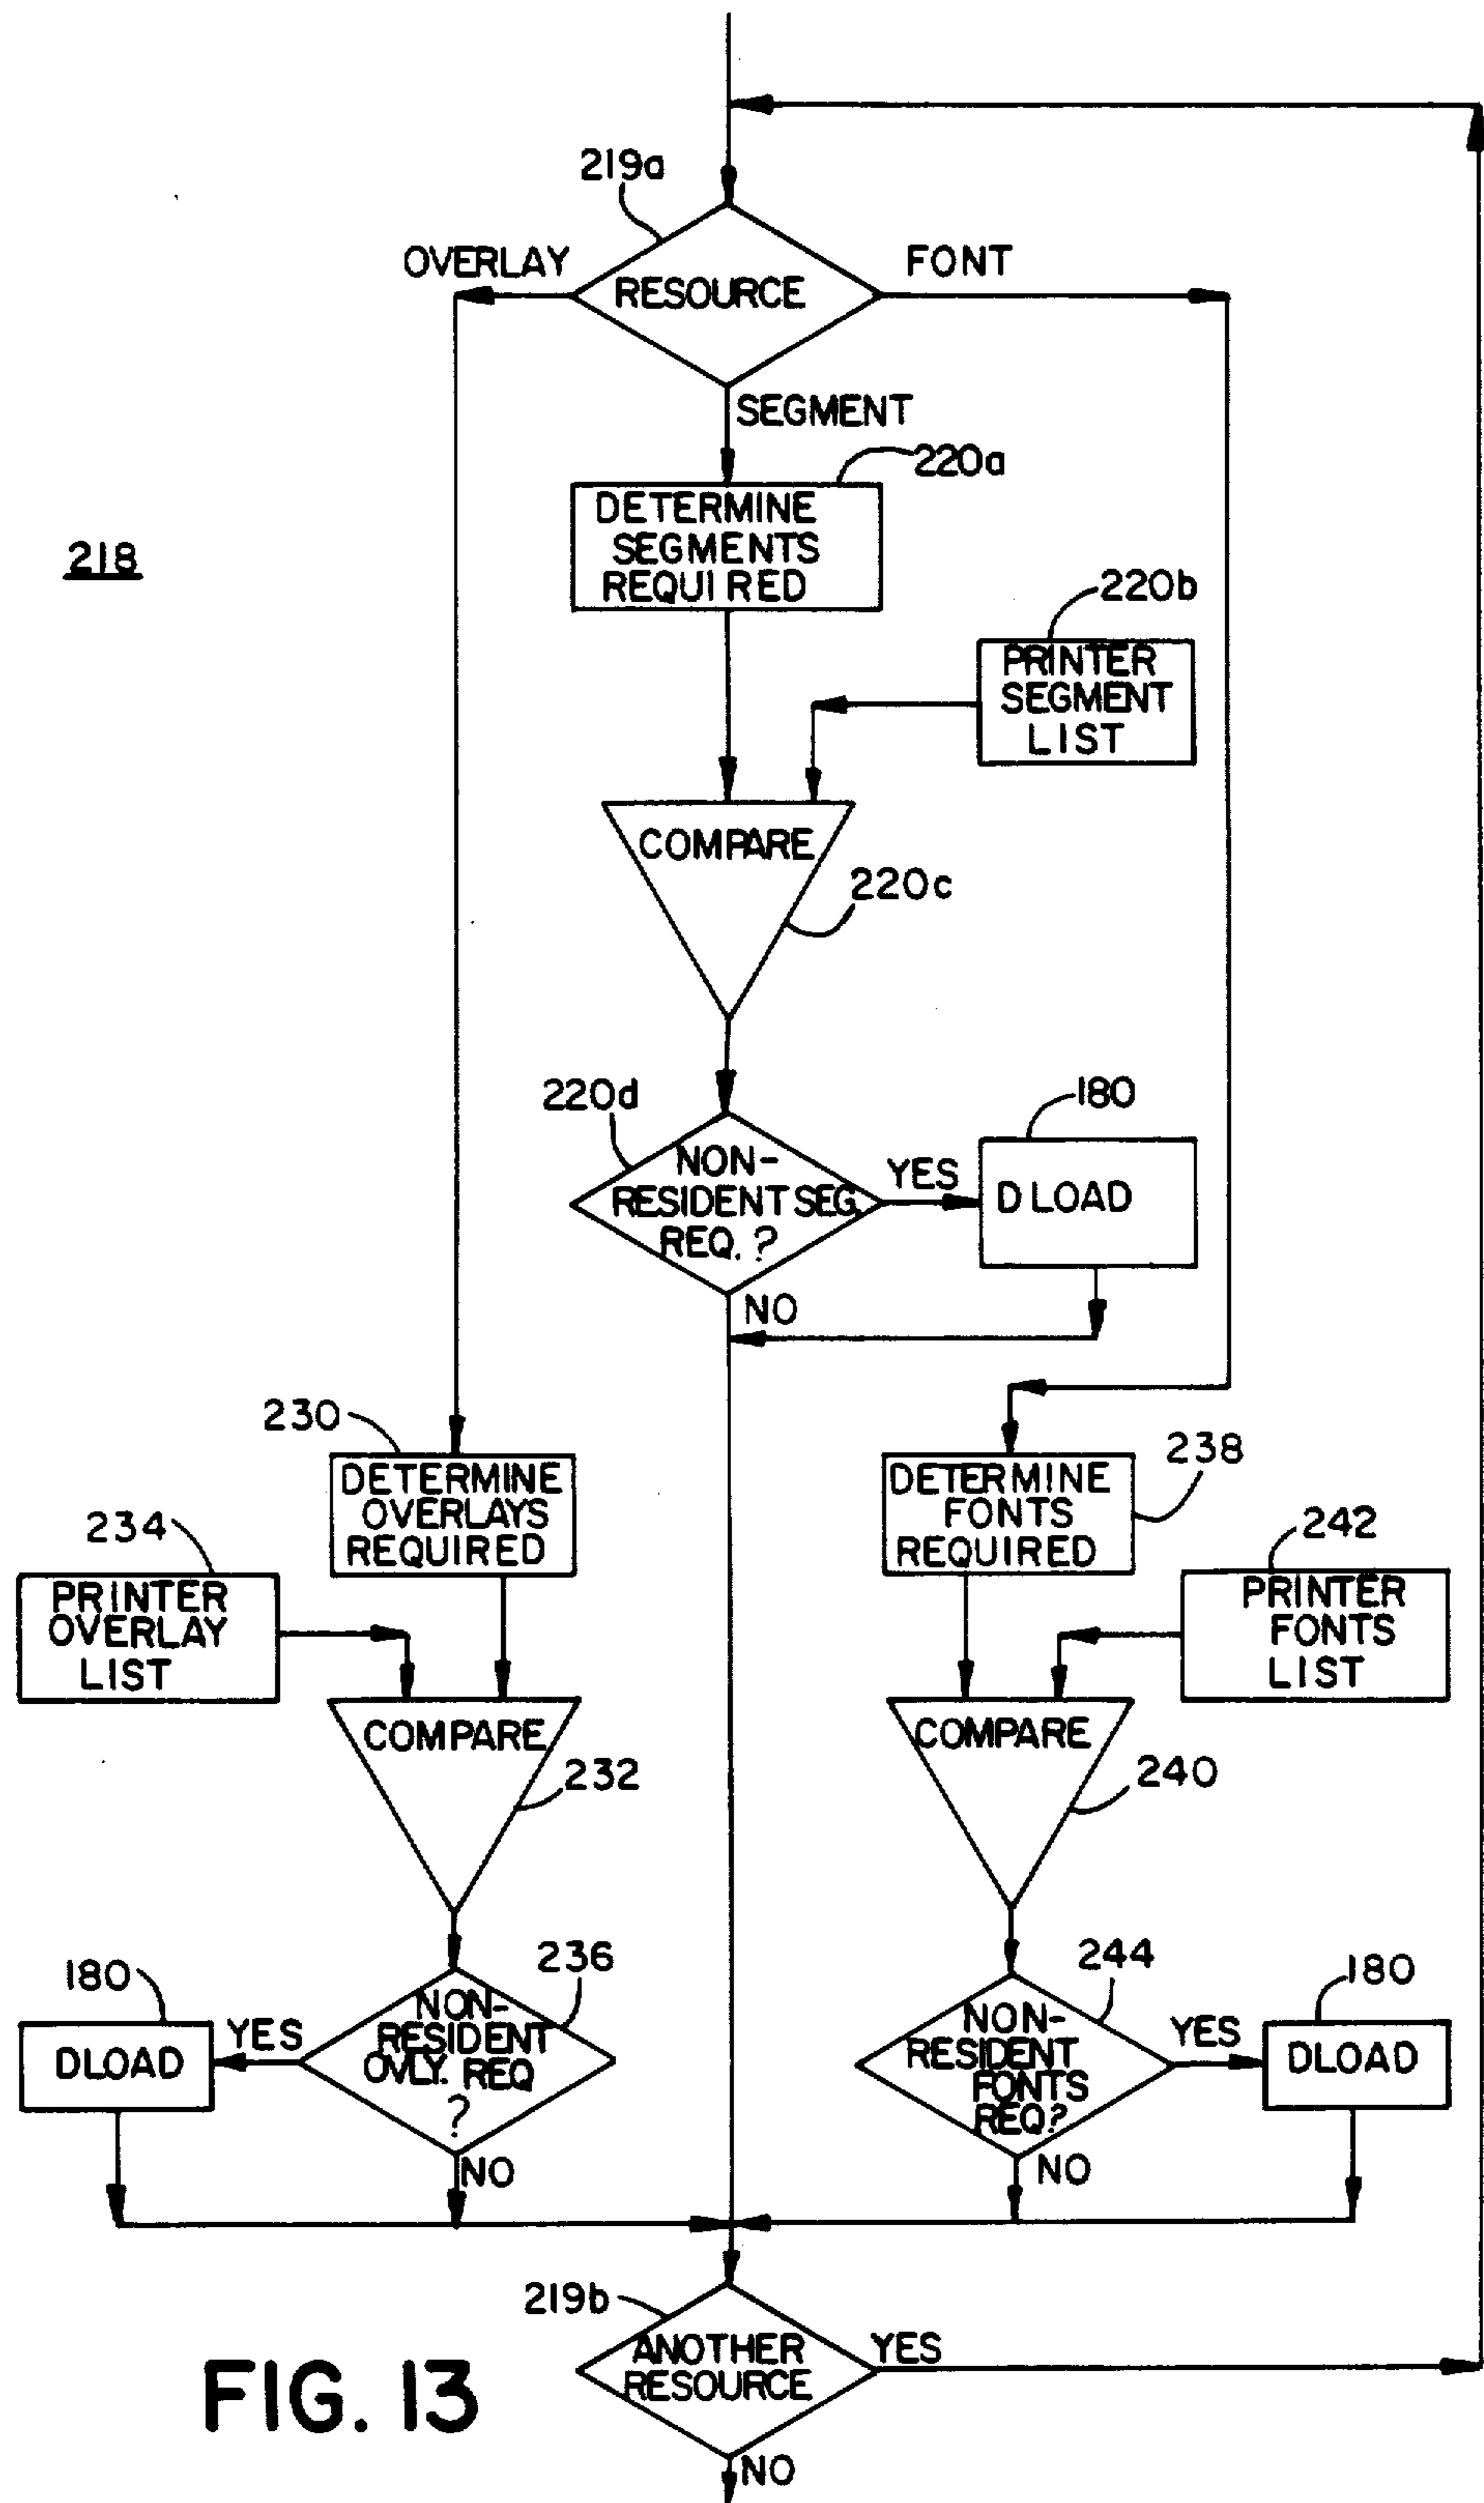 219a
OVERLAY
FONT
RESOURCE
SEGMENT
220a
DETERMINE
SEGMENTS
REQUIRED
218
220b
PRINTER
SEGMENT
LIST
COMPARE
220c
220d
180
NON-
RESIDENT SEG.
REQ. ?
YES
DLOAD
NO
230
DETERMINE
OVERLAYS
REQUIRED
238
DETERMINE
FONTS
REQUIRED
234
PRINTER
OVERLAY
LIST
242
PRINTER
FONTS
LIST
COMPARE
232
COMPARE
240
180
236
NON-
RESIDENT
OVLY. REQ
?
YES
DLOAD
NO
244
180
NON-
RESIDENT
FONTS
REQ?
YES
DLOAD
NO
219b
ANOTHER
RESOURCE
YES
NO
FIG. 13